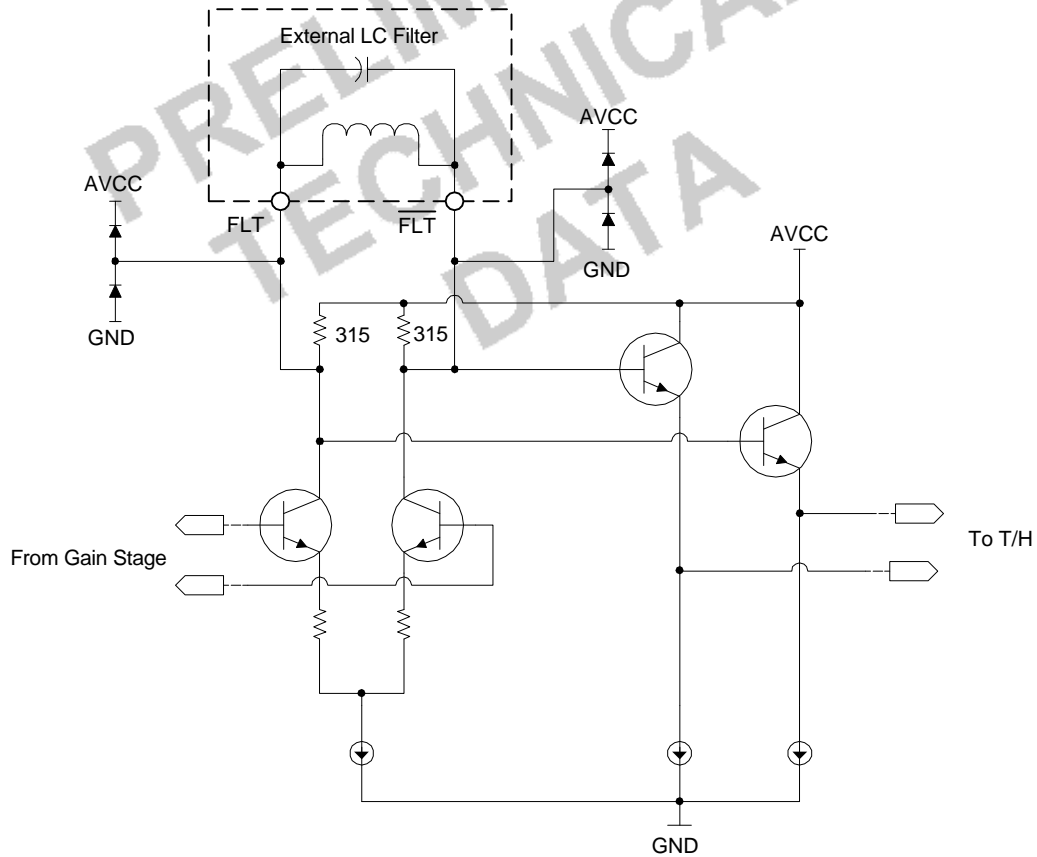 PRELIM
TECHNICAL
DATA
External LC Filter
AVCC
AVCC
FLT
FLT
AVCC
GND
GND
315
315
From Gain Stage
To T/H
GND